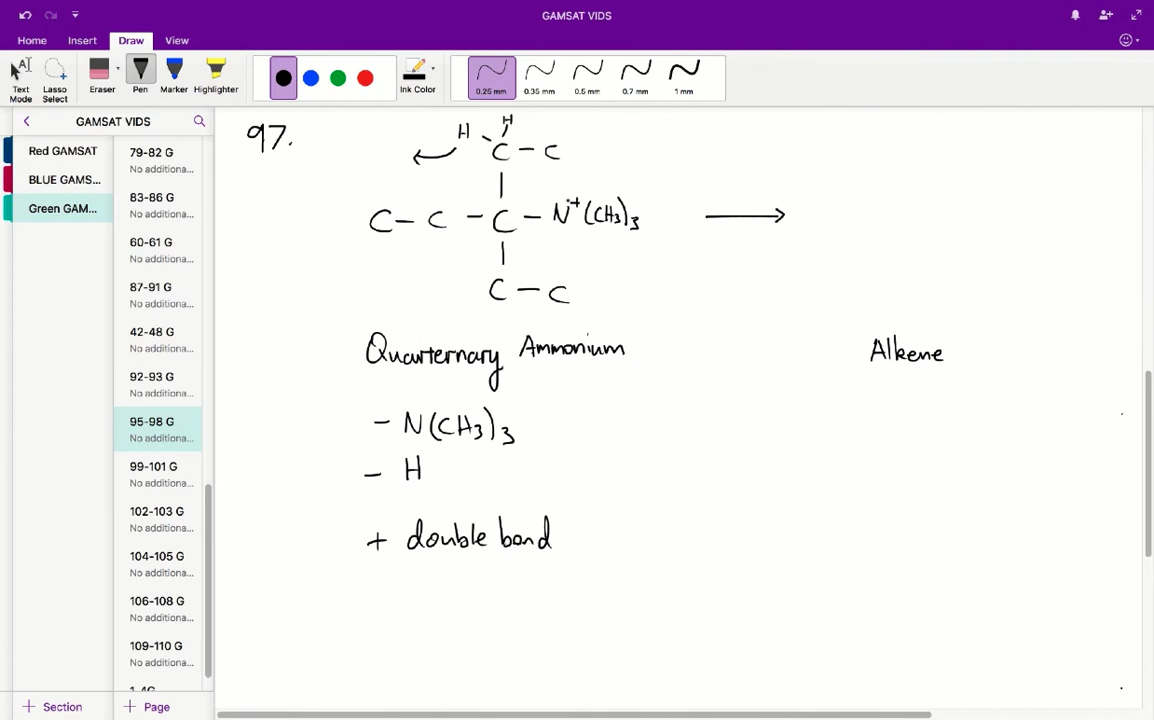 GAMSAT VIDS
Home Insert Draw View
Text Mode
Lasso Select
Eraser
Pen
Marker
Highlighter
Ink Color
0.25 mm
0.35 mm
0.5 mm
0.7 mm
1 mm
GAMSAT VIDS
Red GAMSAT
BLUE GAMS...
Green GAM...
79-82 G
No additiona...
83-86 G
No additiona...
60-61 G
No additiona...
87-91 G
No additiona...
42-48 G
No additiona...
92-93 G
No additiona...
95-98 G
No additiona...
99-101 G
No additiona...
102-103 G
No additiona...
104-105 G
No additiona...
106-108 G
No additiona...
109-110 G
No additiona...
+ Section
+ Page
97.
H
H
C - C
C - C - C - N+(CH3)3
C - C
Quarternary Ammonium
Alkene
- N(CH3)3
- H
+ double bond